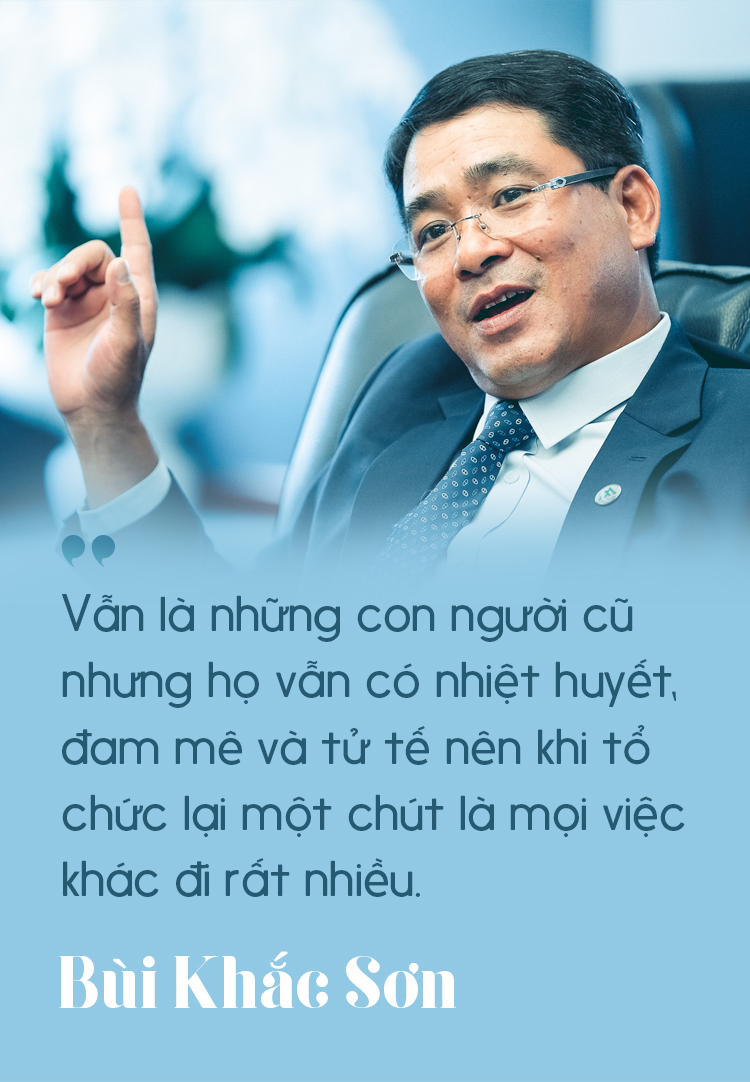 “
Vẫn là những con người cũ
nhưng họ vẫn có nhiệt huyết,
đam mê và tử tế nên khi tổ
chức lại một chút là mọi việc
khác đi rất nhiều.
Bùi Khắc Sơn